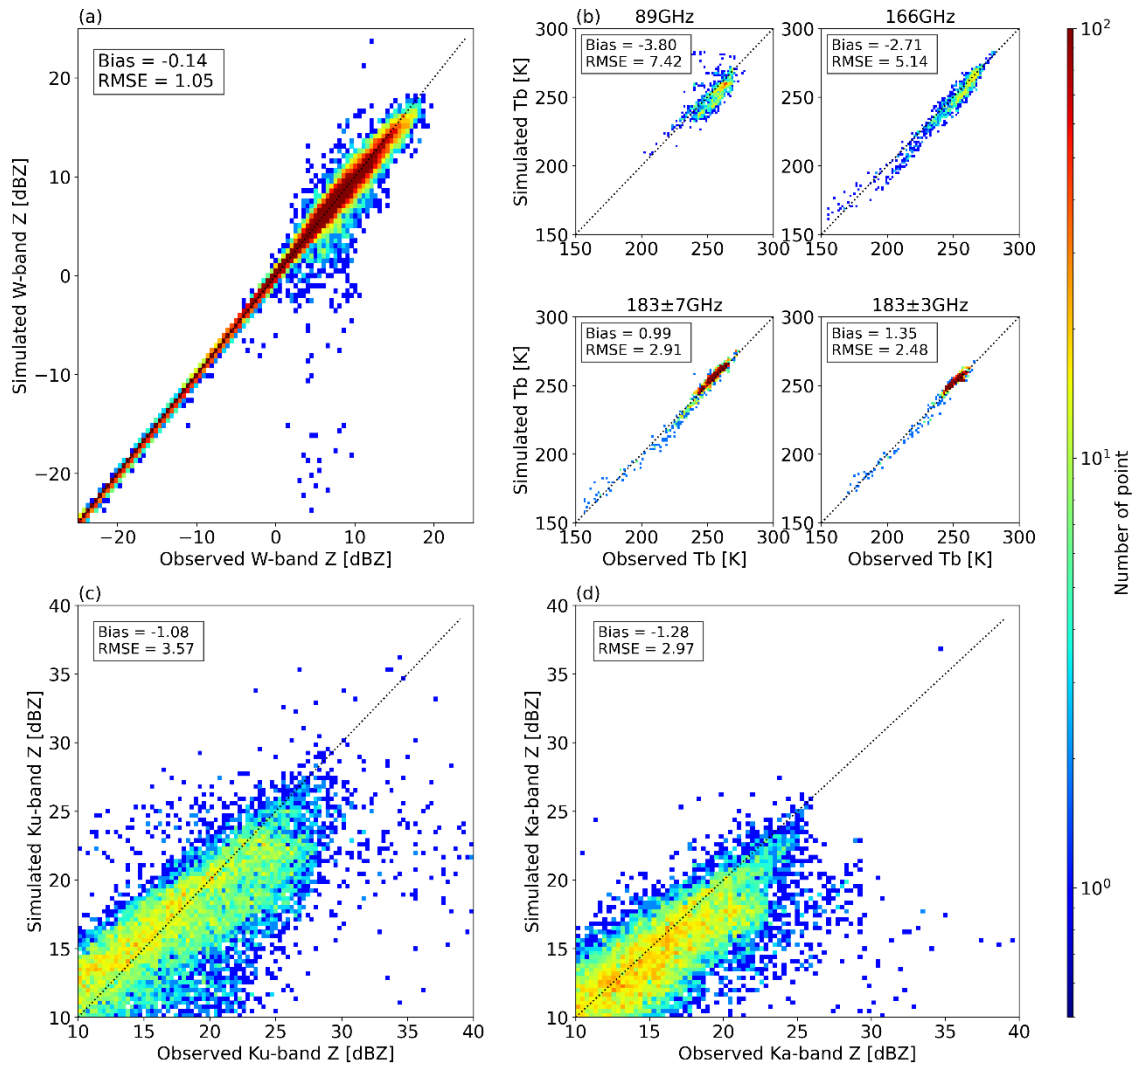 (a)
Bias = -0.14
RMSE = 1.05
20
10
0
−10
−20
Simulated W-band Z [dBZ]
−20 −10 0 10 20
Observed W-band Z [dBZ]
(b)
89GHz
Bias = -3.80
RMSE = 7.42
300
250
200
150
Simulated Tb [K]
150 200 250 300
166GHz
Bias = -2.71
RMSE = 5.14
300
250
200
150
150 200 250 300
183±7GHz
Bias = 0.99
RMSE = 2.91
300
250
200
150
Simulated Tb [K]
150 200 250 300
Observed Tb [K]
183±3GHz
Bias = 1.35
RMSE = 2.48
300
250
200
150
150 200 250 300
Observed Tb [K]
(c)
Bias = -1.08
RMSE = 3.57
40
35
30
25
20
15
10
Simulated Ku-band Z [dBZ]
10 15 20 25 30 35 40
Observed Ku-band Z [dBZ]
(d)
Bias = -1.28
RMSE = 2.97
40
35
30
25
20
15
10
Simulated Ka-band Z [dBZ]
10 15 20 25 30 35 40
Observed Ka-band Z [dBZ]
10²
10¹
10⁰
Number of point